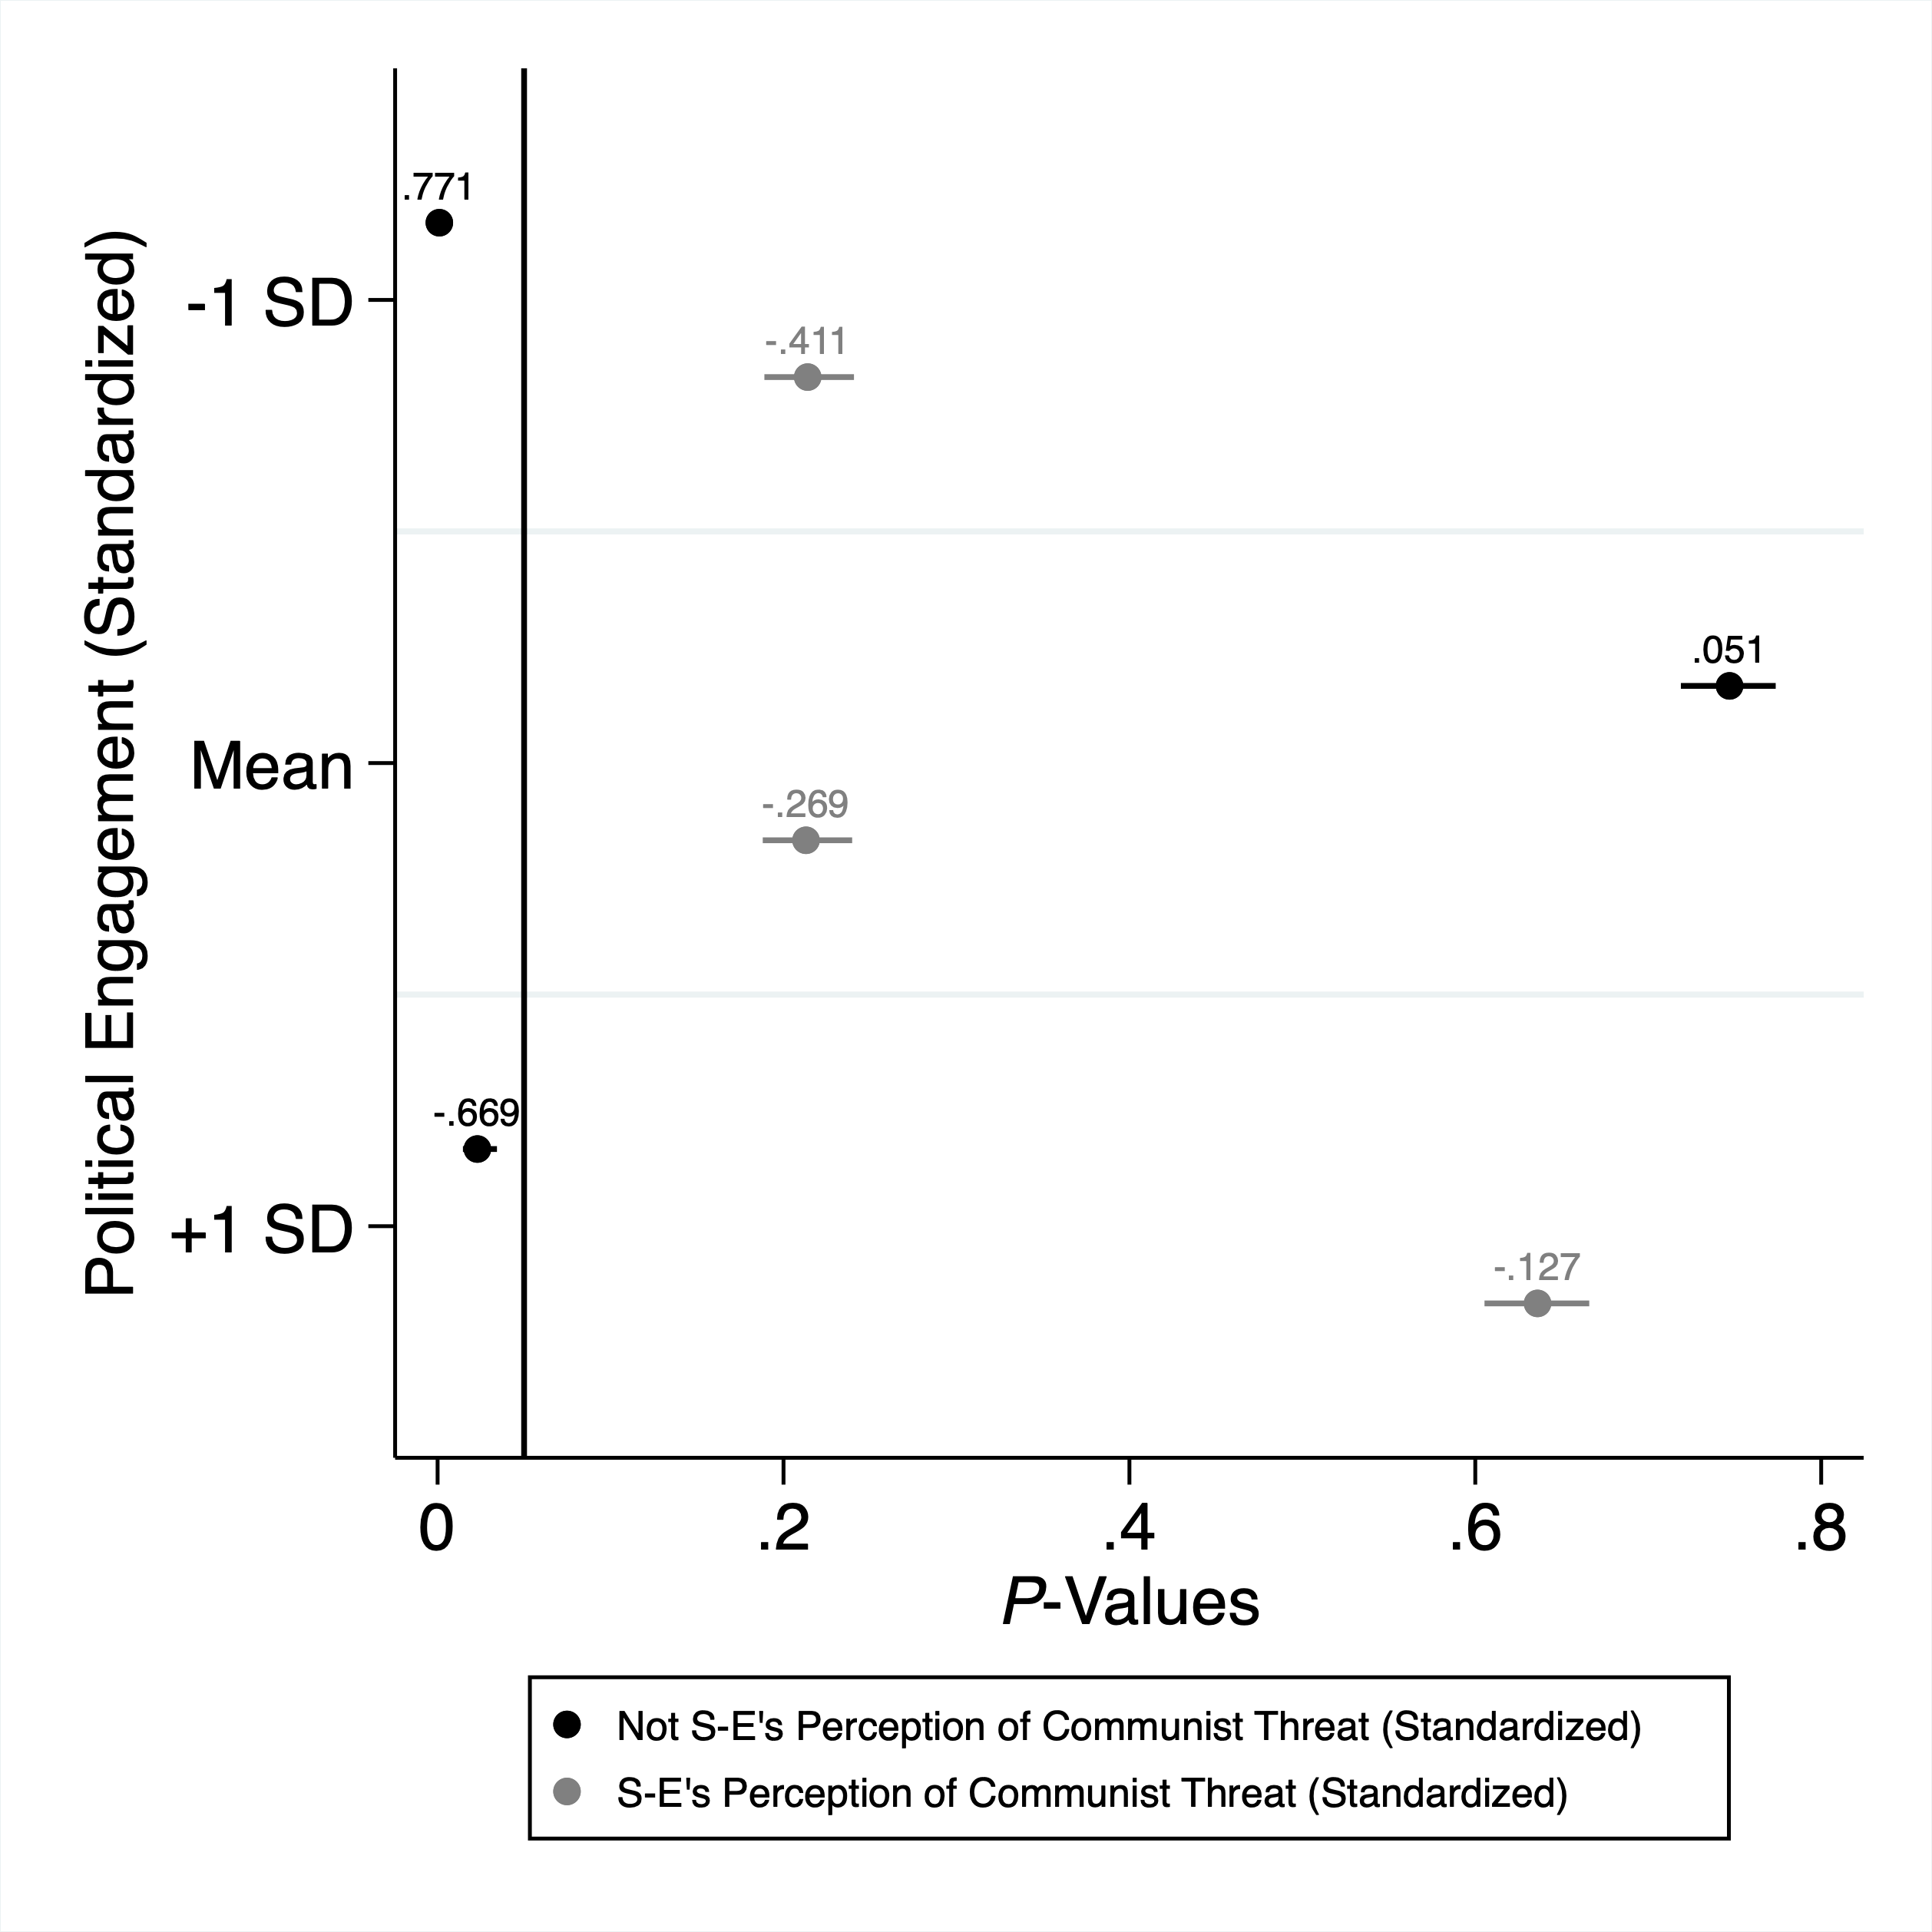 .771
-1 SD
-.411
.051
Mean
-.269
-.669
+1 SD
-.127
Political Engagement (Standardized)
0 .2 .4 .6 .8
P-Values
Not S-E's Perception of Communist Threat (Standardized)
S-E's Perception of Communist Threat (Standardized)